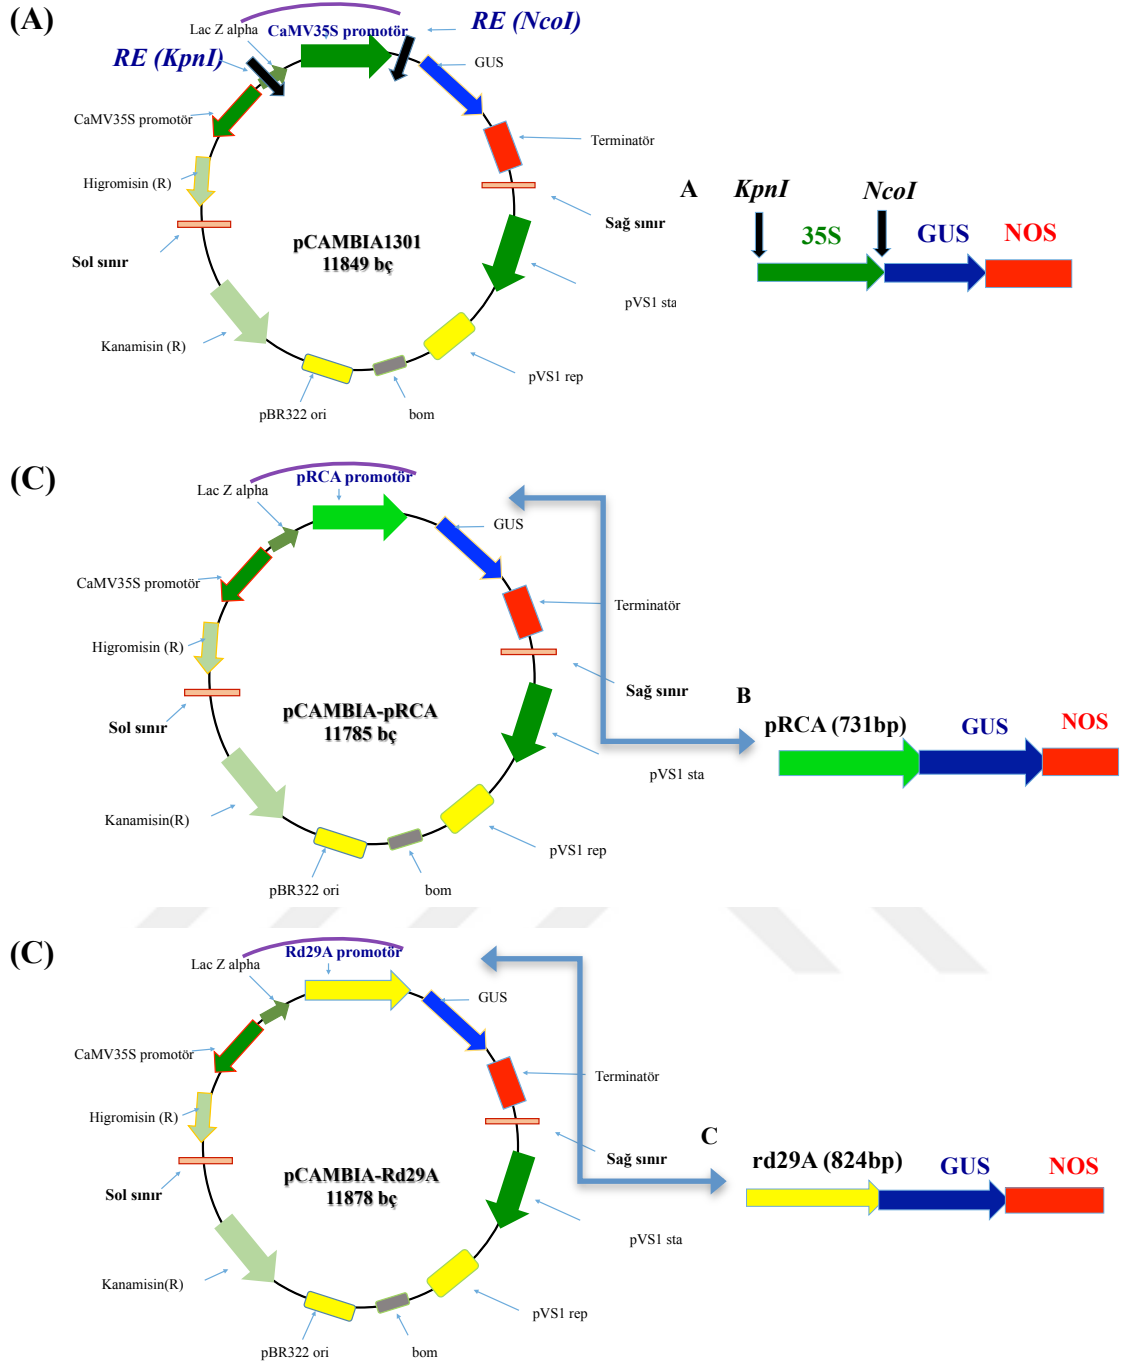 (A)
Lac Z alpha
CaMV35S promotör
RE (NcoI)
RE (KpnI)
GUS
CaMV35S promotör
Terminatör
Higromisin (R)
Sağ sınır
pCAMBIA1301
11849 bç
Sol sınır
pVS1 sta
Kanamisin (R)
pVS1 rep
pBR322 ori
bom
A
KpnI
NcoI
35S
GUS
NOS
(C)
pRCA promotör
Lac Z alpha
GUS
CaMV35S promotör
Terminatör
Higromisin (R)
Sağ sınır
pCAMBIA-pRCA
11785 bç
Sol sınır
pVS1 sta
Kanamisin(R)
pVS1 rep
pBR322 ori
bom
B
pRCA (731bp)
GUS
NOS
(C)
Rd29A promotör
Lac Z alpha
GUS
CaMV35S promotör
Terminatör
Higromisin (R)
Sağ sınır
pCAMBIA-Rd29A
11878 bç
Sol sınır
pVS1 sta
Kanamisin(R)
pVS1 rep
pBR322 ori
bom
C
rd29A (824bp)
GUS
NOS